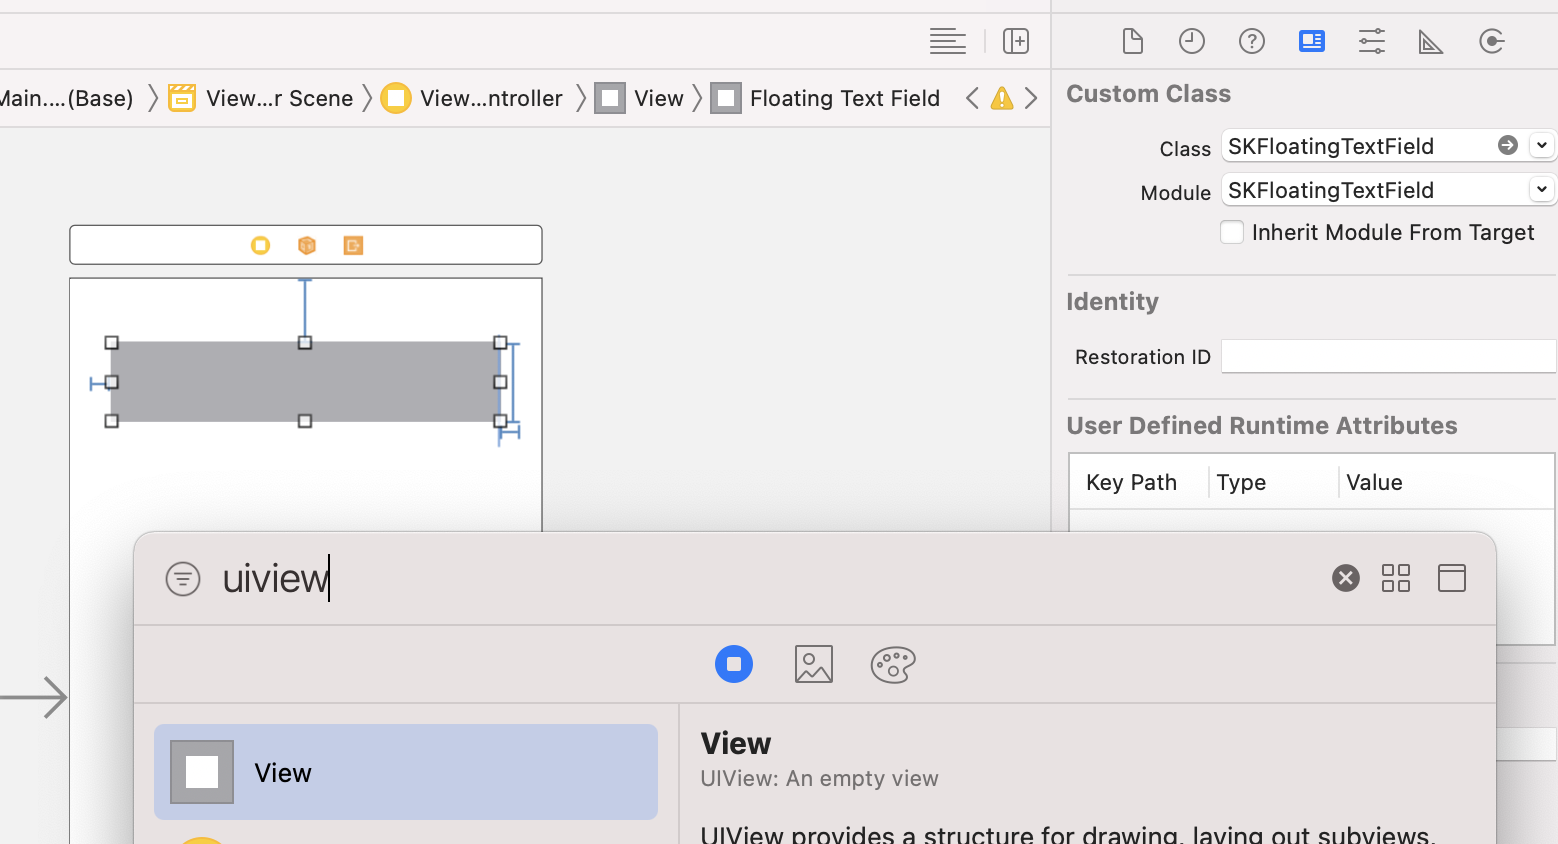 Main....(Base) View...r Scene View...ntroller View Floating Text Field
Custom Class
Class SKFloatingTextField
Module SKFloatingTextField
Inherit Module From Target
Identity
Restoration ID
User Defined Runtime Attributes
Key Path Type Value
uiview
View
View
UIView: An empty view
UIView provides a structure for drawing, laying out subviews,